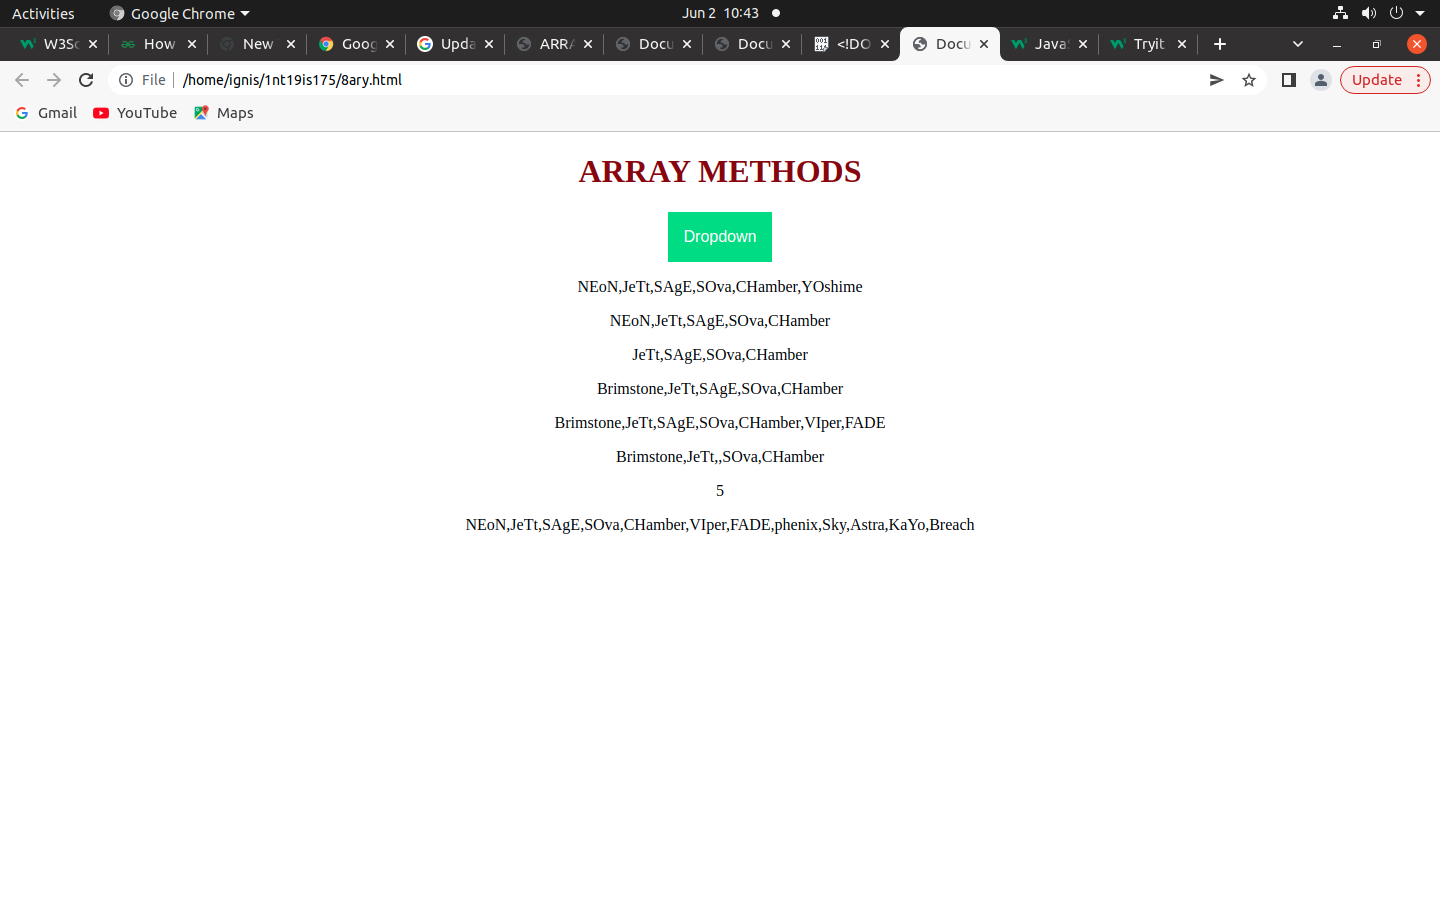 Activities Google Chrome Jun 2 10:43
W3Sc How New Goog Upda ARRA Docu Docu <!DO Docu JavaS Tryit
File /home/ignis/1nt19is175/8ary.html Update
Gmail YouTube Maps
ARRAY METHODS
Dropdown
NEoN,JeTt,SAgE,SOva,CHamber,YOshime
NEoN,JeTt,SAgE,SOva,CHamber
JeTt,SAgE,SOva,CHamber
Brimstone,JeTt,SAgE,SOva,CHamber
Brimstone,JeTt,SAgE,SOva,CHamber,VIper,FADE
Brimstone,JeTt,,SOva,CHamber
5
NEoN,JeTt,SAgE,SOva,CHamber,VIper,FADE,phenix,Sky,Astra,KaYo,Breach